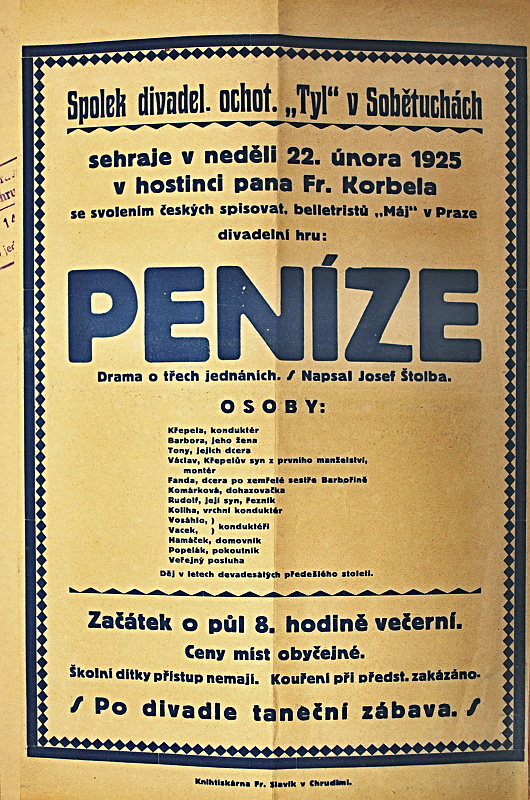 Spolek divadel. ochot. „Tyl“ v Sobětuchách
sehraje v neděli 22. února 1925
v hostinci pana Fr. Korbela
se svolením českých spisovat. belletristů „Máj“ v Praze
divadelní hru:
PENÍZE
Drama o třech jednáních. / Napsal Josef Štolba.
OSOBY:
Křepela, konduktér
Barbora, jeho žena
Tony, jejich dcera
Václav, Křepelův syn z prvního manželství,
montér
Fanda, dcera po zemřelé sestře Barbořině
Komárková, dohazovačka
Rudolf, její syn, řezník
Koliha, vrchní konduktér
Vosáhlo, )
Vacek, ) konduktéři
Hamáček, domovník
Popelák, pokoutník
Veřejný posluha
Děj v letech devadesátých předešlého století.
Začátek o půl 8. hodině večerní.
Ceny míst obyčejné.
Školní dítky přístup nemají. Kouření při předst. zakázáno.
/ Po divadle taneční zábava. /
Knihtiskárna Fr. Slavík v Chrudimi.